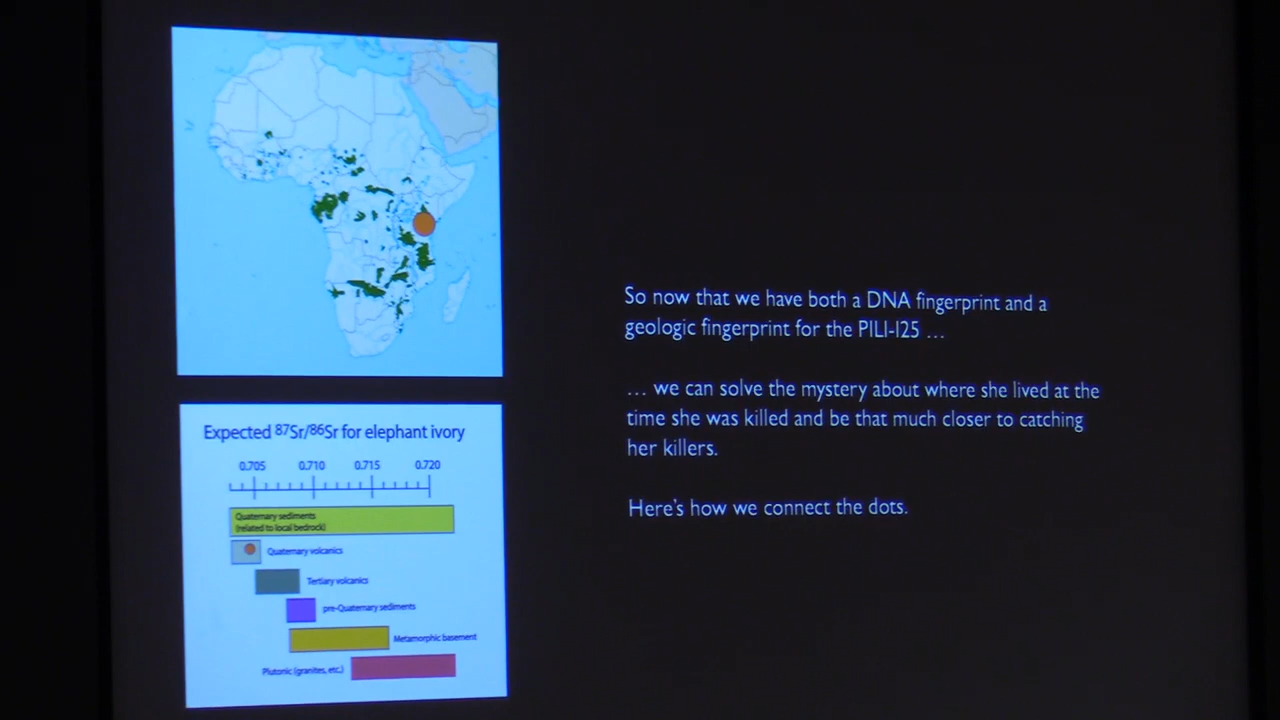 Expected ⁸⁷Sr/⁸⁶Sr for elephant ivory
0.705 0.710 0.715 0.720
Quaternary sediments
(related to local bedrock)
Quaternary volcanics
Tertiary volcanics
pre-Quaternary sediments
Metamorphic basement
Plutonic (granites, etc.)
So now that we have both a DNA fingerprint and a
geologic fingerprint for the PILI-125 …
… we can solve the mystery about where she lived at the
time she was killed and be that much closer to catching
her killers.
Here's how we connect the dots.